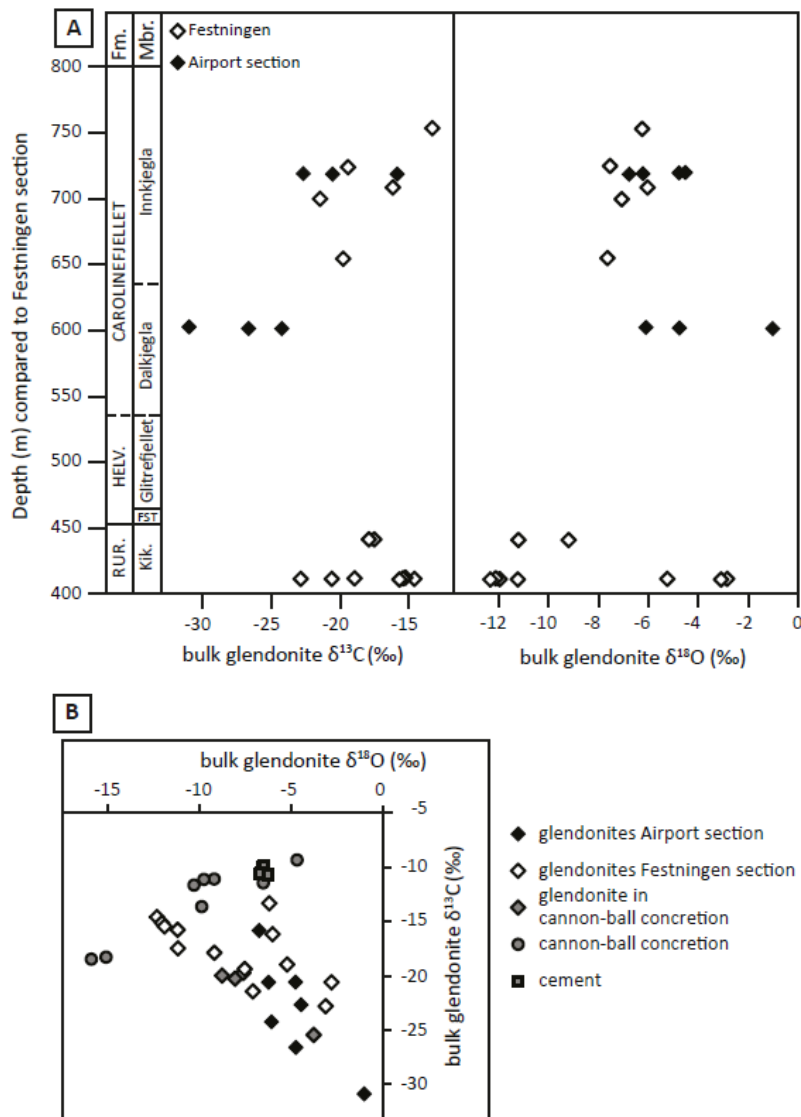 A
Fm.
Mbr.
Festningen
Airport section
800
750
700
650
600
550
500
450
400
Depth (m) compared to Festningen section
CAROLINEFJELLET
HELV.
RUR.
Innkjegla
Dalkjegla
Glitrefjellet
FST
Kik.
-30 -25 -20 -15
-12 -10 -8 -6 -4 -2 0
bulk glendonite δ¹³C (‰)
bulk glendonite δ¹⁸O (‰)
B
bulk glendonite δ¹⁸O (‰)
-15 -10 -5 0
-5
-10
-15
-20
-25
-30
bulk glendonite δ¹³C (‰)
glendonites Airport section
glendonites Festningen section
glendonite in
cannon-ball concretion
cannon-ball concretion
cement